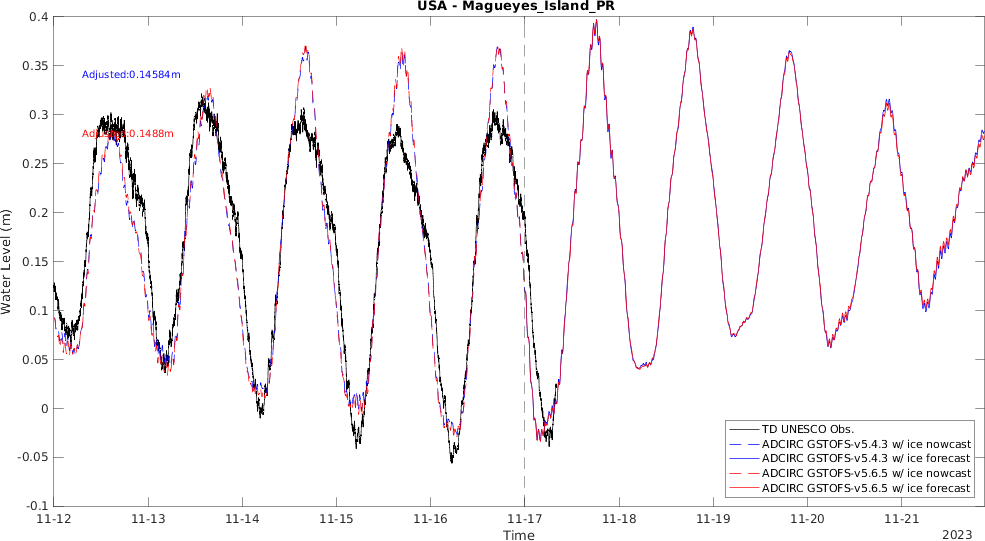 USA - Magueyes_Island_PR
0.4
0.35
0.3
0.25
0.2
0.15
0.1
0.05
0
-0.05
-0.1
Water Level (m)
Adjusted:0.14584m
Adjusted:0.1488m
TD UNESCO Obs.
ADCIRC GSTOFS-v5.4.3 w/ ice nowcast
ADCIRC GSTOFS-v5.4.3 w/ ice forecast
ADCIRC GSTOFS-v5.6.5 w/ ice nowcast
ADCIRC GSTOFS-v5.6.5 w/ ice forecast
11-12 11-13 11-14 11-15 11-16 11-17 11-18 11-19 11-20 11-21
Time
2023